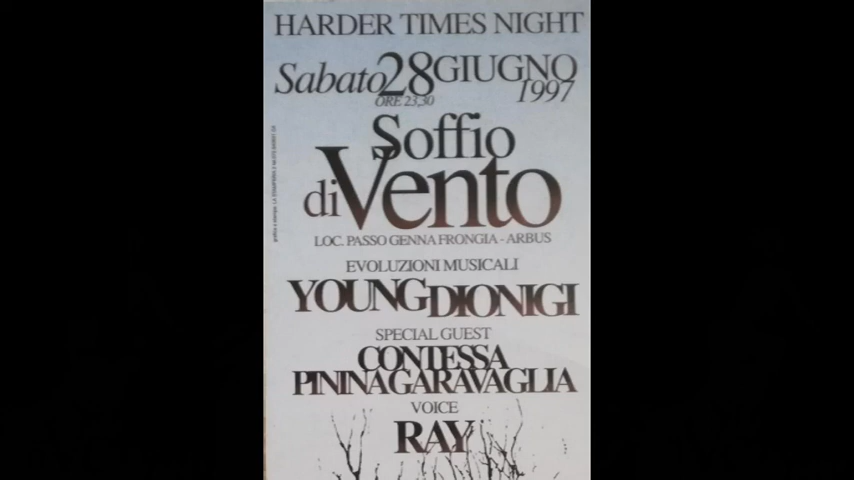 HARDER TIMES NIGHT
Sabato 28 GIUGNO
ORE 23,30 1997
Soffio
di Vento
LOC. PASSO GENNA FRONGIA - ARBUS
EVOLUZIONI MUSICALI
YOUNG DIONIGI
SPECIAL GUEST
CONTESSA
PININA GARAVAGLIA
VOICE
RAY